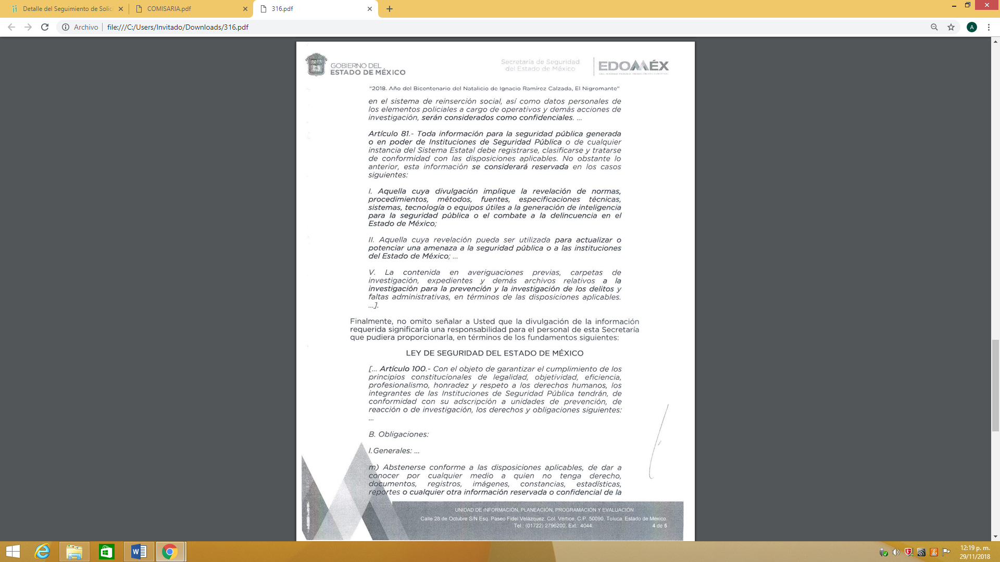 Detalle del Seguimiento de Solici
COMISARIA.pdf
316.pdf
Archivo
file:///C:/Users/Invitado/Downloads/316.pdf
A
GOBIERNO DEL
ESTADO DE MÉXICO
Secretaría de Seguridad
del Estado de México
EDOMÉX
"2018. Año del Bicentenario del Natalicio de Ignacio Ramírez Calzada, El Nigromante"
en el sistema de reinserción social, así como datos personales de
los elementos policiales a cargo de operativos y demás acciones de
investigación, serán considerados como confidenciales. ...
Artículo 81.- Toda información para la seguridad pública generada
o en poder de Instituciones de Seguridad Pública o de cualquier
instancia del Sistema Estatal debe registrarse, clasificarse y tratarse
de conformidad con las disposiciones aplicables. No obstante lo
anterior, esta información se considerará reservada en los casos
siguientes:
I. Aquella cuya divulgación implique la revelación de normas,
procedimientos, métodos, fuentes, especificaciones técnicas,
sistemas, tecnología o equipos útiles a la generación de inteligencia
para la seguridad pública o el combate a la delincuencia en el
Estado de México;
II. Aquella cuya revelación pueda ser utilizada para actualizar o
potenciar una amenaza a la seguridad pública o a las instituciones
del Estado de México; ...
V. La contenida en averiguaciones previas, carpetas de
investigación, expedientes y demás archivos relativos a la
investigación para la prevención y la investigación de los delitos y
faltas administrativas, en términos de las disposiciones aplicables.
...].
Finalmente, no omito señalar a Usted que la divulgación de la información
requerida significaría una responsabilidad para el personal de esta Secretaría
que pudiera proporcionarla, en términos de los fundamentos siguientes:
LEY DE SEGURIDAD DEL ESTADO DE MÉXICO
[... Artículo 100.- Con el objeto de garantizar el cumplimiento de los
principios constitucionales de legalidad, objetividad, eficiencia,
profesionalismo, honradez y respeto a los derechos humanos, los
integrantes de las Instituciones de Seguridad Pública tendrán, de
conformidad con su adscripción a unidades de prevención, de
reacción o de investigación, los derechos y obligaciones siguientes:
...
B. Obligaciones:
I. Generales: ...
m) Abstenerse conforme a las disposiciones aplicables, de dar a
conocer por cualquier medio a quien no tenga derecho,
documentos, registros, imágenes, constancias, estadísticas,
reportes o cualquier otra información reservada o confidencial de la
UNIDAD DE INFORMACIÓN, PLANEACIÓN, PROGRAMACIÓN Y EVALUACIÓN
Calle 28 de Octubre S/N Esq. Paseo Fidel Velázquez, Col. Vértice, C.P. 50090, Toluca, Estado de México.
Tel.: (01722) 2796200, Ext.: 4044.
4 de 5
12:19 p. m.
29/11/2018